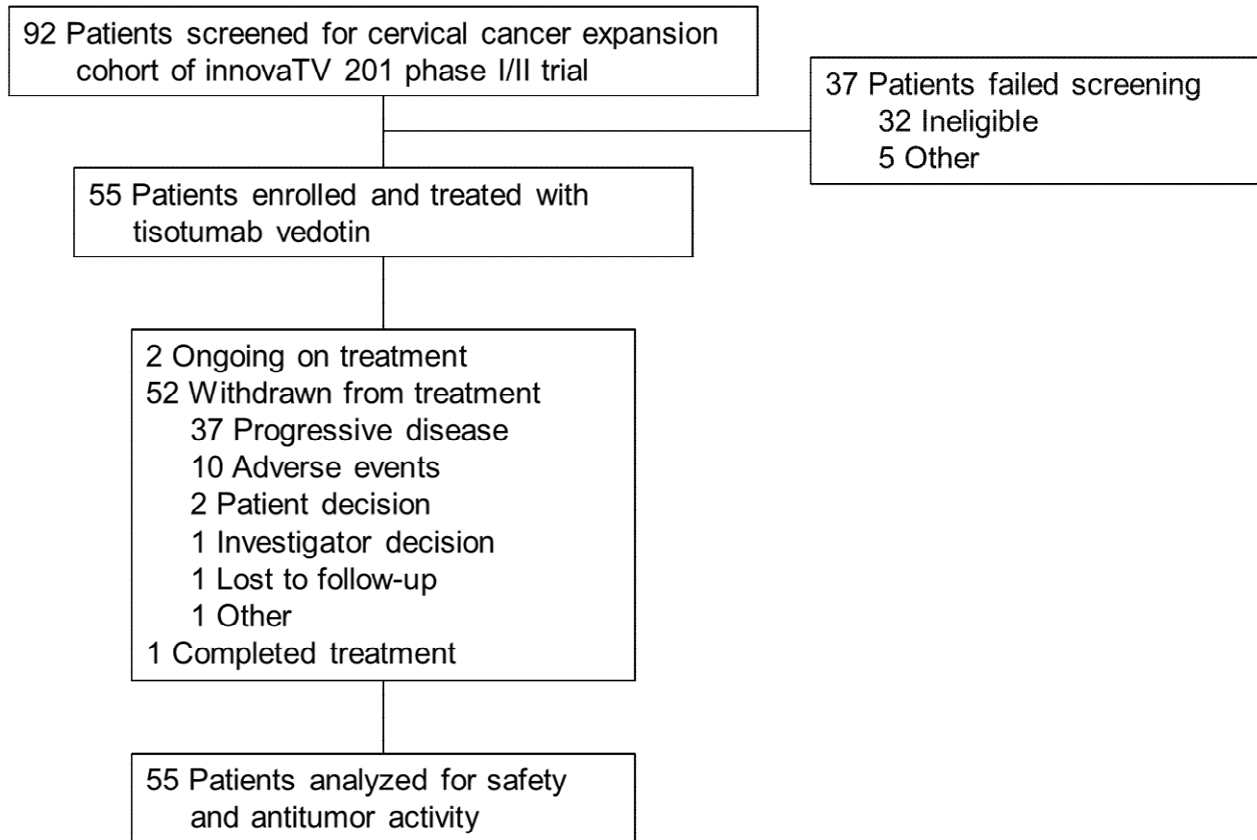 92 Patients screened for cervical cancer expansion
cohort of innovaTV 201 phase I/II trial
37 Patients failed screening
32 Ineligible
5 Other
55 Patients enrolled and treated with
tisotumab vedotin
2 Ongoing on treatment
52 Withdrawn from treatment
37 Progressive disease
10 Adverse events
2 Patient decision
1 Investigator decision
1 Lost to follow-up
1 Other
1 Completed treatment
55 Patients analyzed for safety
and antitumor activity